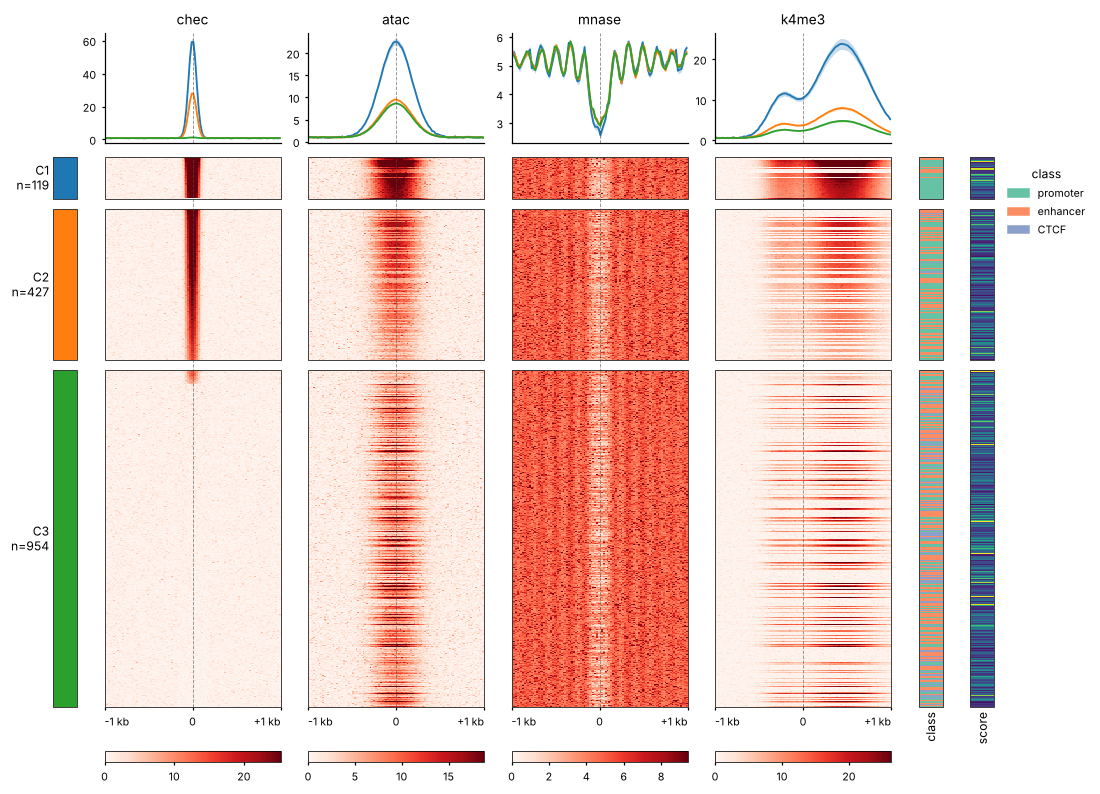 chec
atac
mnase
k4me3
60
40
20
0
20
15
10
5
0
6
5
4
3
20
10
0
C1
n=119
C2
n=427
C3
n=954
class
promoter
enhancer
CTCF
-1 kb 0 +1 kb
-1 kb 0 +1 kb
-1 kb 0 +1 kb
-1 kb 0 +1 kb
class
score
0 10 20
0 5 10 15
0 2 4 6 8
0 10 20